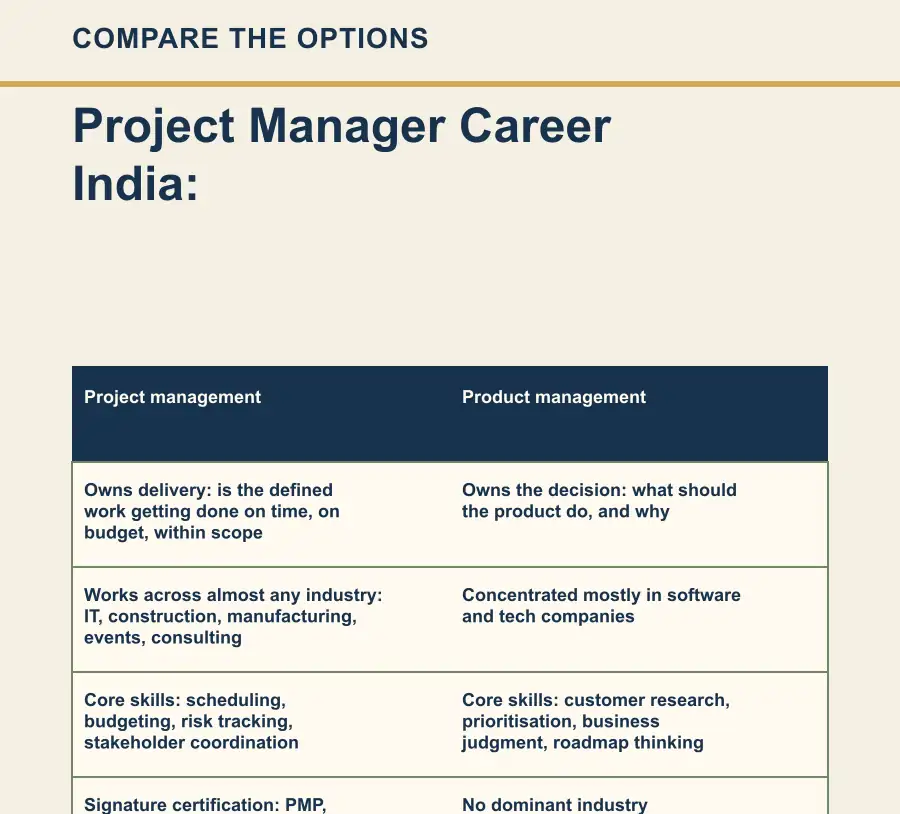 COMPARE THE OPTIONS
Project Manager Career
India:
Project management
Product management
Owns delivery: is the defined
work getting done on time, on
budget, within scope
Owns the decision: what should
the product do, and why
Works across almost any industry:
IT, construction, manufacturing,
events, consulting
Concentrated mostly in software
and tech companies
Core skills: scheduling,
budgeting, risk tracking,
stakeholder coordination
Core skills: customer research,
prioritisation, business
judgment, roadmap thinking
Signature certification: PMP,
No dominant industry